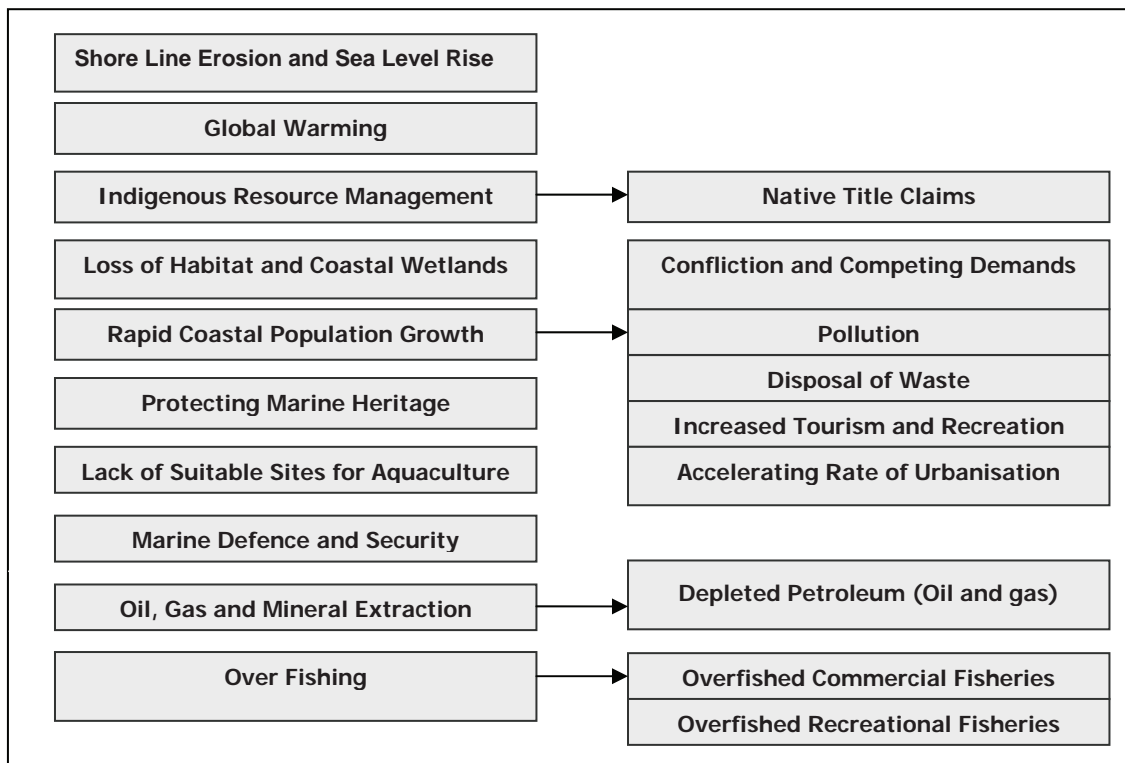 Shore Line Erosion and Sea Level Rise
Global Warming
Indigenous Resource Management
Native Title Claims
Loss of Habitat and Coastal Wetlands
Confliction and Competing Demands
Rapid Coastal Population Growth
Pollution
Disposal of Waste
Protecting Marine Heritage
Increased Tourism and Recreation
Lack of Suitable Sites for Aquaculture
Accelerating Rate of Urbanisation
Marine Defence and Security
Oil, Gas and Mineral Extraction
Depleted Petroleum (Oil and gas)
Over Fishing
Overfished Commercial Fisheries
Overfished Recreational Fisheries